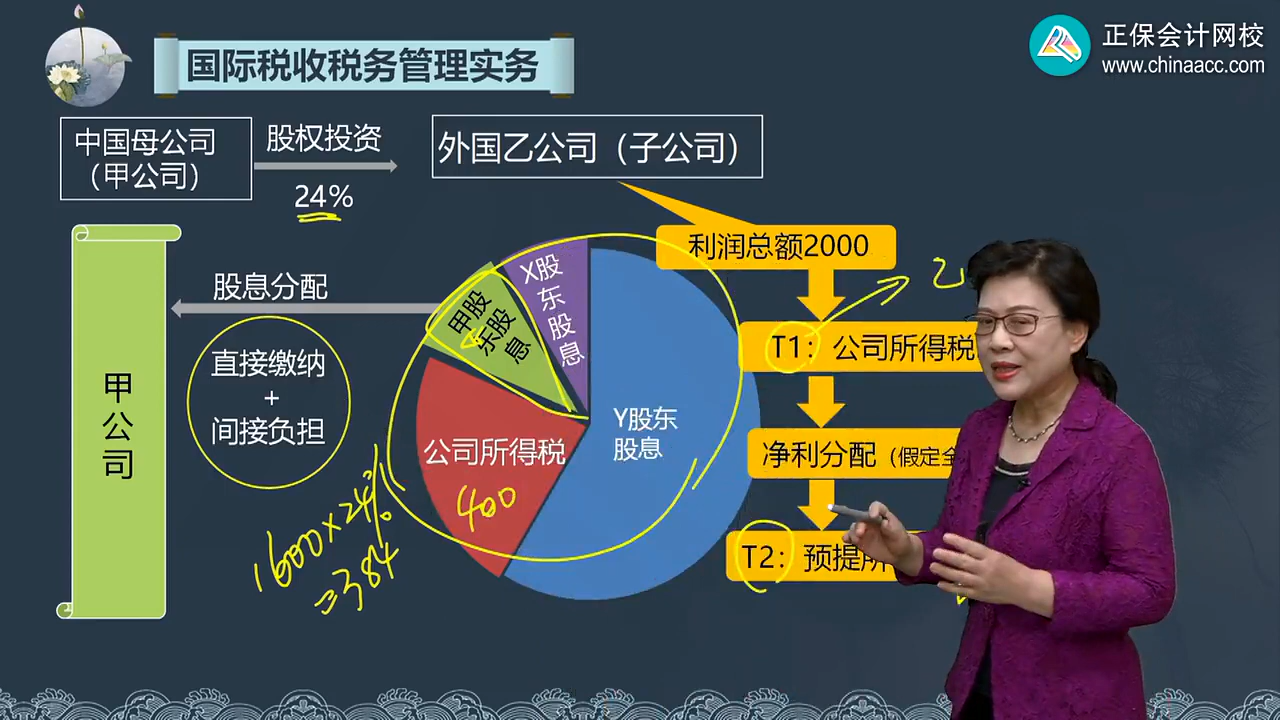 正保会计网校
www.chinaacc.com
国际税收税务管理实务
中国母公司
（甲公司）
股权投资
24%
外国乙公司（子公司）
利润总额2000
乙
T1：公司所得税
净利分配（假定全
T2：预提所
股息分配
直接缴纳
+
间接负担
甲公司
甲股
东股
息
X股
东股
息
Y股东
股息
公司所得税
400
1600×24%
=384